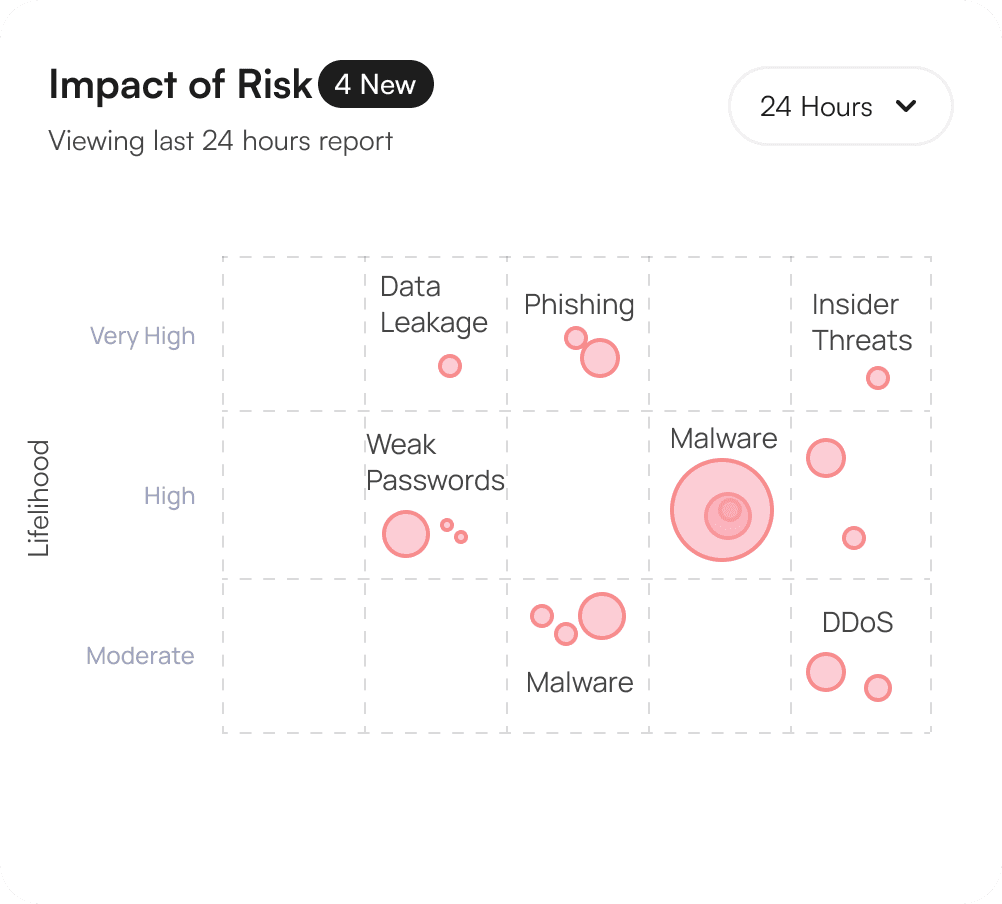 Impact of Risk 4 New
Viewing last 24 hours report
24 Hours
Lifelihood
Very High
Data
Leakage
Phishing
Insider
Threats
High
Weak
Passwords
Malware
Moderate
Malware
DDoS